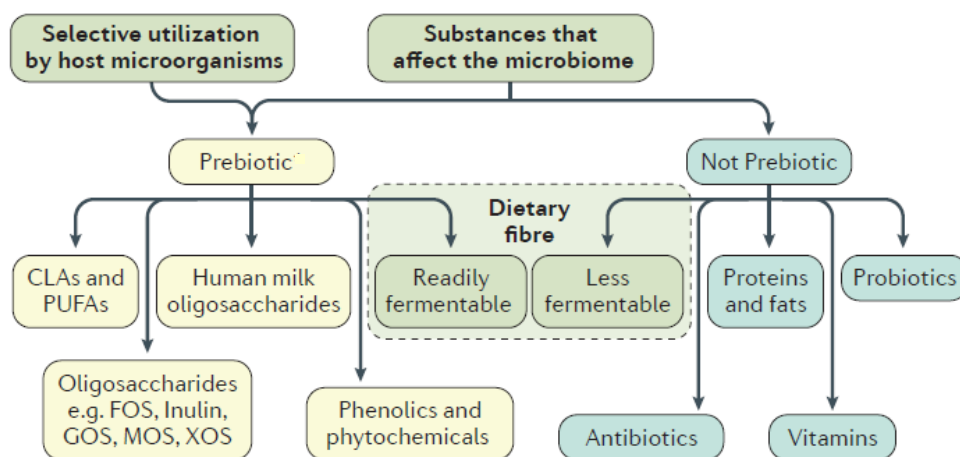 Selective utilization
by host microorganisms
Substances that
affect the microbiome
Prebiotic
Not Prebiotic
Dietary
fibre
CLAs and
PUFAs
Human milk
oligosaccharides
Readily
fermentable
Less
fermentable
Proteins
and fats
Probiotics
Oligosaccharides
e.g. FOS, Inulin,
GOS, MOS, XOS
Phenolics and
phytochemicals
Antibiotics
Vitamins